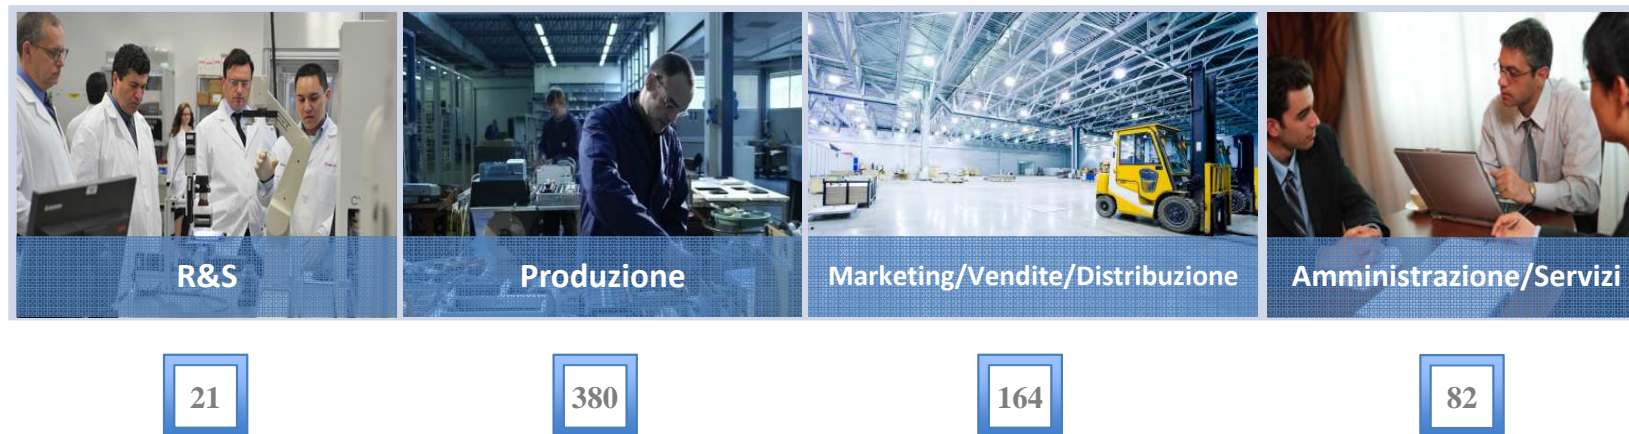 R&S
Produzione
Marketing/Vendite/Distribuzione
Amministrazione/Servizi
21
380
164
82